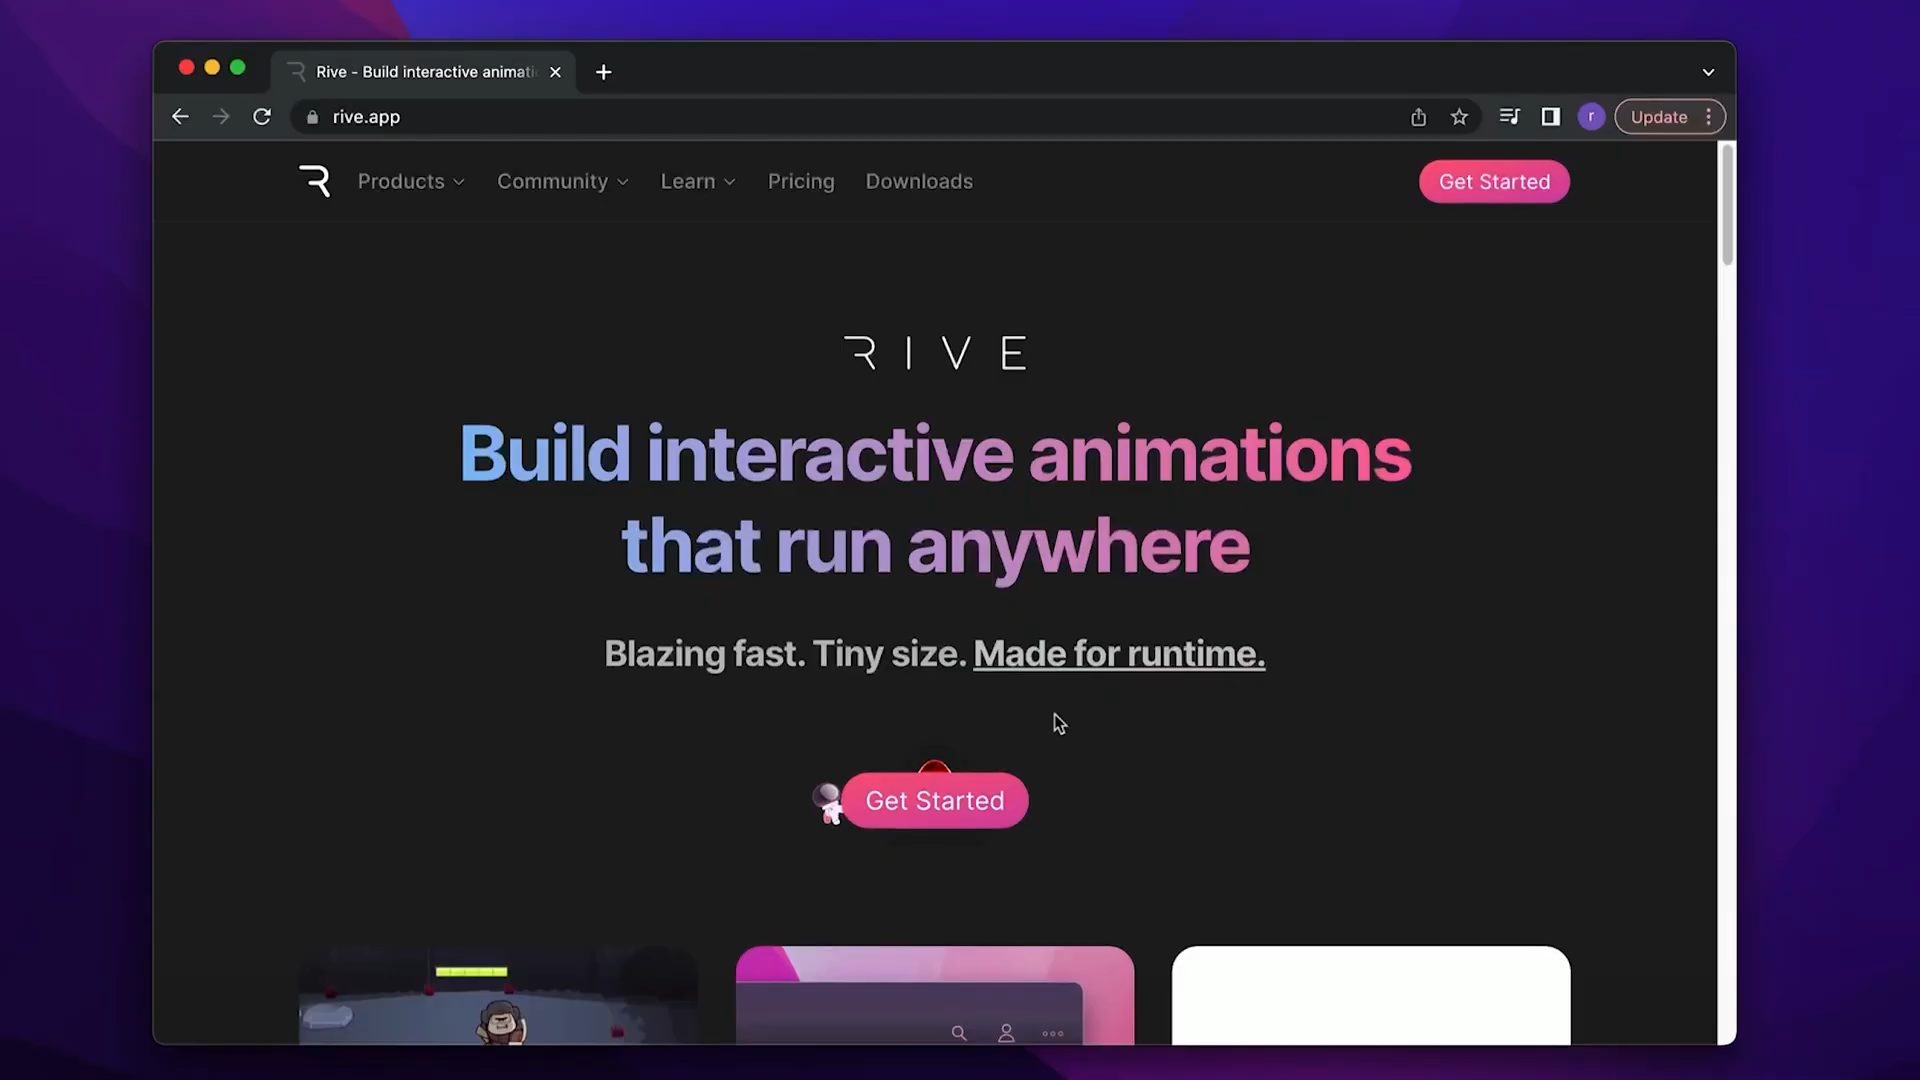 Rive - Build interactive animati
rive.app
r
Update
Products
Community
Learn
Pricing
Downloads
Get Started
RIVE
Build interactive animations
that run anywhere
Blazing fast. Tiny size. Made for runtime.
Get Started